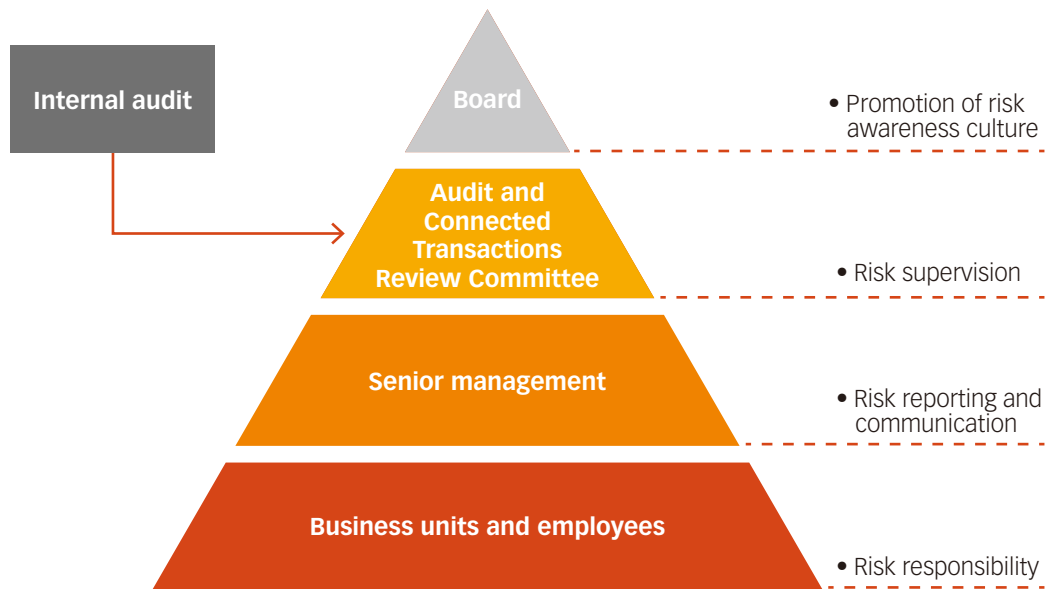 Internal audit
Board
• Promotion of risk
awareness culture
Audit and
Connected
Transactions
Review Committee
• Risk supervision
Senior management
• Risk reporting and
communication
Business units and employees
• Risk responsibility